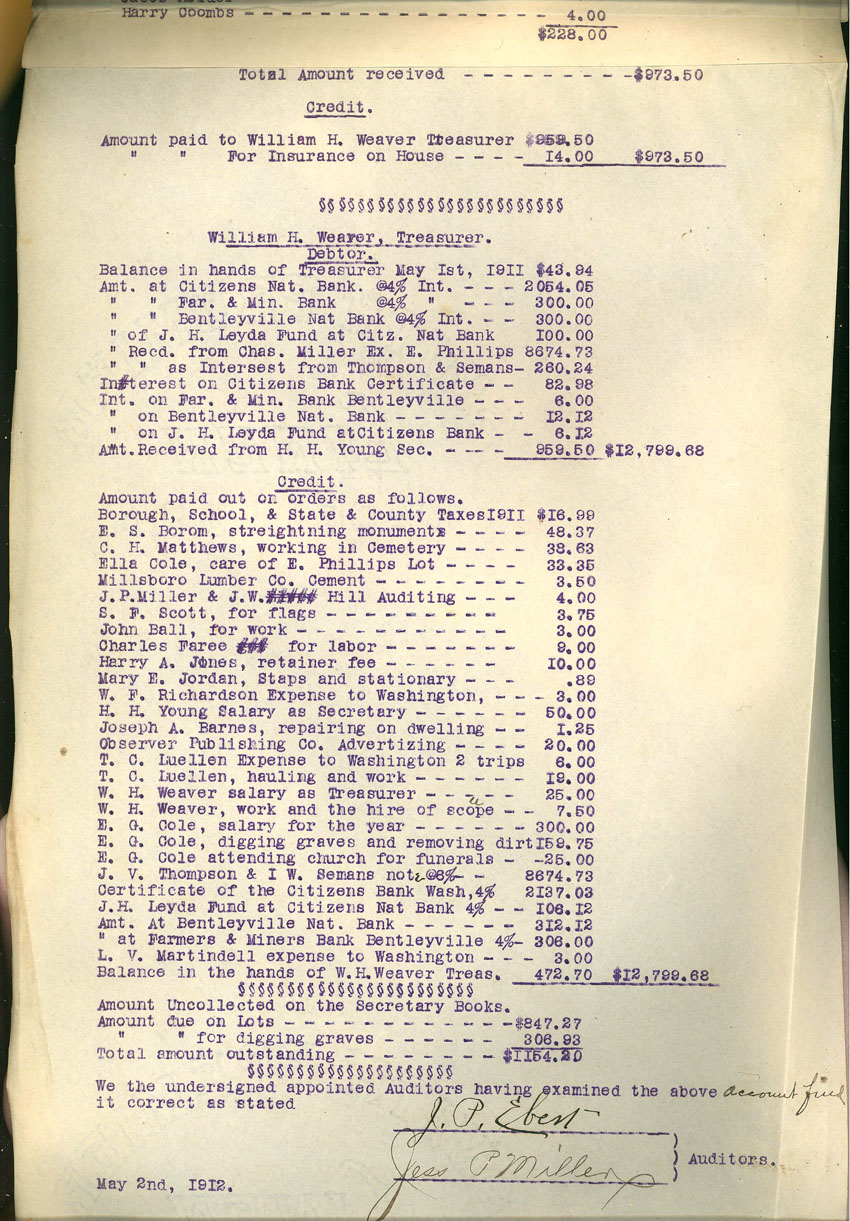 Harry Coombs - - - - - - - - - - - - - - - - 4.00
$228.00
Total Amount received - - - - - - - - -$973.50
Credit.
Amount paid to William H. Weaver Treasurer $959.50
" " For Insurance on House - - - - 14.00 $973.50
§§§§§§§§§§§§§§§§§§§§§§§§§
William H. Weaver, Treasurer.
Debtor.
Balance in hands of Treasurer May Ist, I9II $43.94
Amt. at Citizens Nat. Bank. @4% Int. - - - 2054.05
" " Far. & Min. Bank @4% " - - - 300.00
" " Bentleyville Nat Bank @4% Int. - - 300.00
" of J. H. Leyda Fund at Citz. Nat Bank I00.00
" Recd. from Chas. Miller Ex. E. Phillips 8674.73
" " as Intersest from Thompson & Semans- 260.24
Interest on Citizens Bank Certificate - - 82.98
Int. on Far. & Min. Bank Bentleyville - - - 6.00
" on Bentleyville Nat. Bank - - - - - - - I2.I2
" on J. H. Leyda Fund atCitizens Bank - - 6.I2
Amt.Received from H. H. Young Sec. - - - - 959.50 $I2,799.68
Credit.
Amount paid out on orders as follows.
Borough, School, & State & County TaxesI9II $I6.99
E. S. Borom, streightning monuments - - - - 48.37
C. H. Matthews, working in Cemetery - - - - 38.63
Ella Cole, care of E. Phillips Lot - - - - 33.35
Millsboro Lumber Co. Cement - - - - - - - - 3.50
J.P.Miller & J.W. Hill Auditing - - - 4.00
S. F. Scott, for flags - - - - - - - - - 3.75
John Ball, for work - - - - - - - - - - - 3.00
Charles Faree for labor - - - - - - - 9.00
Harry A. Jones, retainer fee - - - - - - I0.00
Mary E. Jordan, Staps and stationary - - - .89
W. F. Richardson Expense to Washington, - - - 3.00
H. H. Young Salary as Secretary - - - - - - 50.00
Joseph A. Barnes, repairing on dwelling - - I.25
Observer Publishing Co. Advertizing - - - - 20.00
T. C. Luellen Expense to Washington 2 trips 6.00
T. C. Luellen, hauling and work - - - - - - I9.00
W. H. Weaver salary as Treasurer - - - - - 25.00
W. H. Weaver, work and the hire of scoupe - - 7.50
E. G. Cole, salary for the year - - - - - - 300.00
E. G. Cole, digging graves and removing dirtI59.75
E. G. Cole attending church for funerals - -25.00
J. V. Thompson & I W. Semans note @6%- - 8674.73
Certificate of the Citizens Bank Wash,4% 2I37.03
J.H. Leyda Fund at Citizens Nat Bank 4% - - I06.I2
Amt. At Bentleyville Nat. Bank - - - - - - 3I2.I2
" at Farmers & Miners Bank Bentleyville 4%- 306.00
L. V. Martindell expense to Washington - - - 3.00
Balance in the hands of W.H.Weaver Treas. 472.70 $I2,799.68
§§§§§§§§§§§§§§§§§§§§§§§§
Amount Uncollected on the Secretary Books.
Amount due on Lots - - - - - - - - - - - - -$847.27
" " for digging graves - - - - - - 306.93
Total amount outstanding - - - - - - - - $II54.20
§§§§§§§§§§§§§§§§§§§§§
We the undersigned appointed Auditors having examined the above account find
it correct as stated
J. P. Ebert
Jess P Miller ) Auditors.
May 2nd, I9I2.